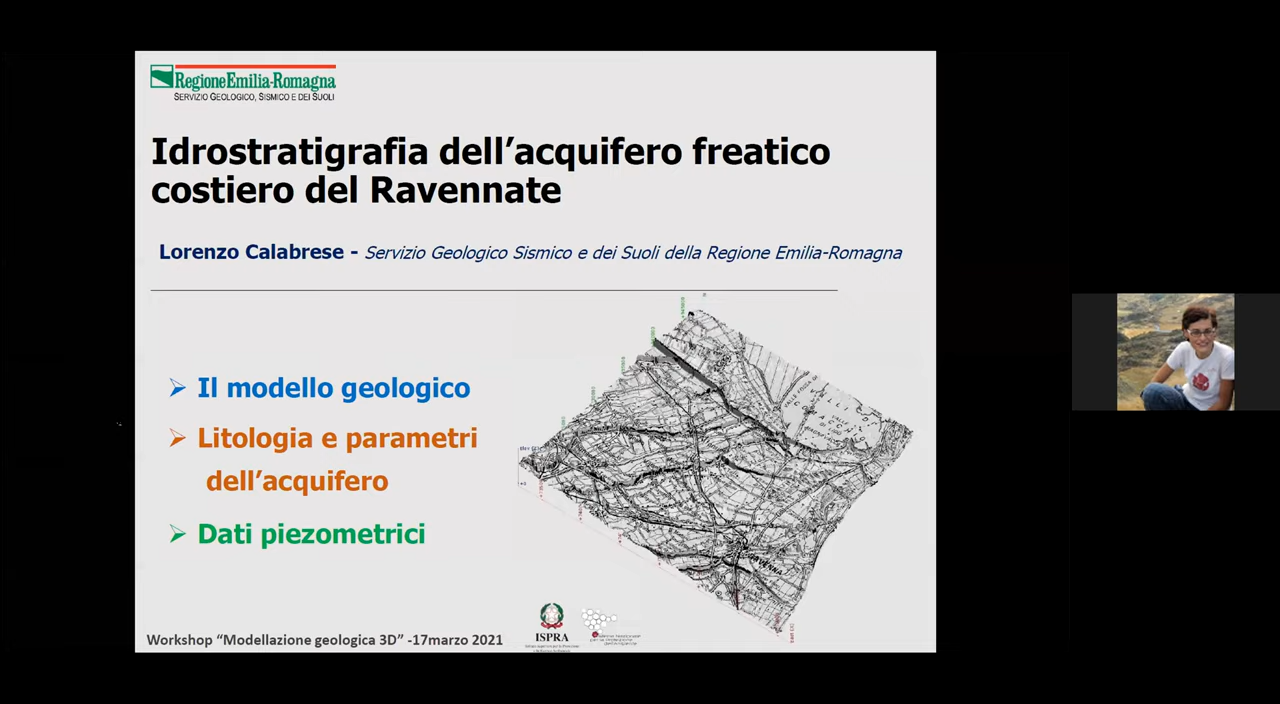 RegioneEmilia-Romagna
SERVIZIO GEOLOGICO, SISMICO E DEI SUOLI
Idrostratigrafia dell’acquifero freatico
costiero del Ravennate
Lorenzo Calabrese - Servizio Geologico Sismico e dei Suoli della Regione Emilia-Romagna
➢ Il modello geologico
➢ Litologia e parametri
dell’acquifero
➢ Dati piezometrici
RAVENNA
ISPRA
Workshop “Modellazione geologica 3D” -17marzo 2021